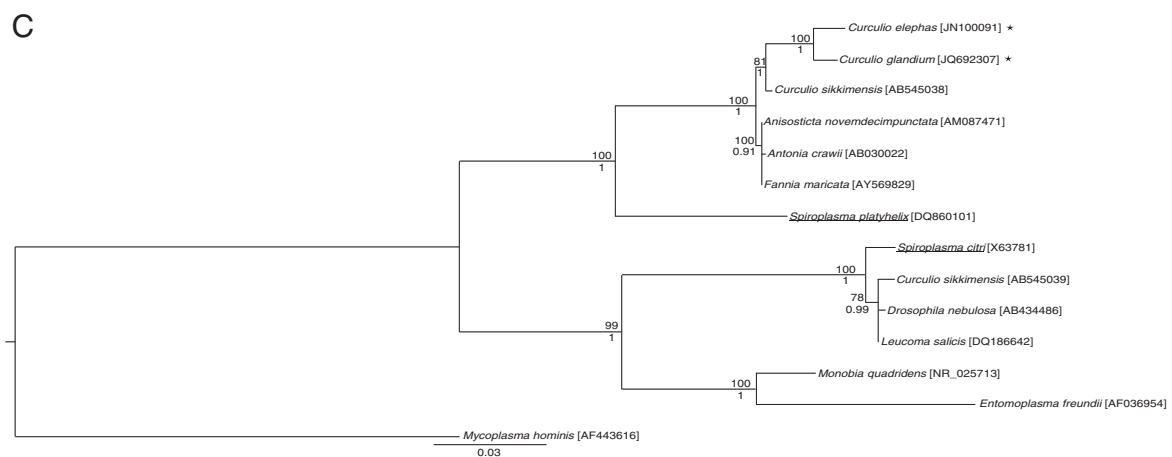 C
Curculio elephas [JN100091] ⋆
100
1
Curculio glandium [JQ692307] ⋆
81
1
Curculio sikkimensis [AB545038]
100
1
Anisosticta novemdecimpunctata [AM087471]
100
0.91
Antonia crawii [AB030022]
100
1
Fannia maricata [AY569829]
Spiroplasma platyhelix [DQ860101]
Spiroplasma citri [X63781]
100
1
Curculio sikkimensis [AB545039]
78
0.99
Drosophila nebulosa [AB434486]
99
1
Leucoma salicis [DQ186642]
Monobia quadridens [NR_025713]
100
1
Entomoplasma freundii [AF036954]
Mycoplasma hominis [AF443616]
0.03